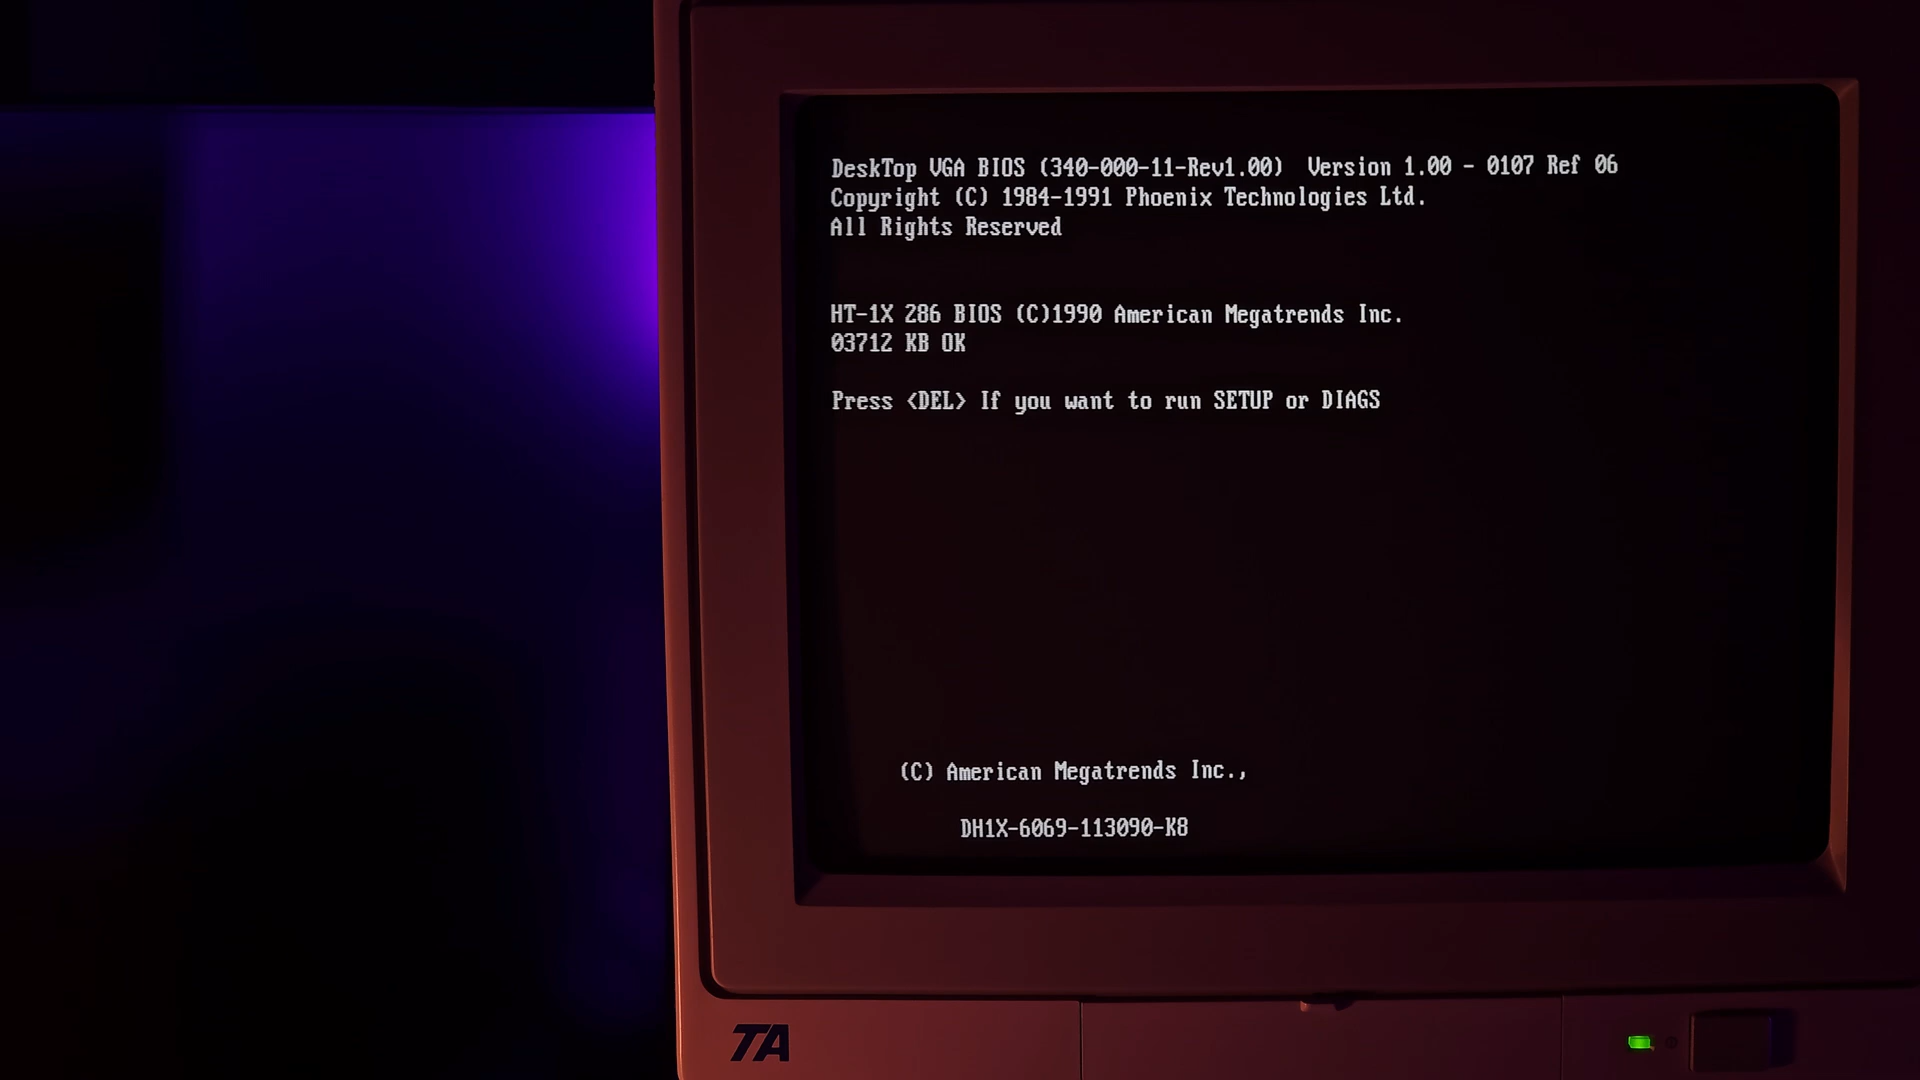 DeskTop VGA BIOS (340-000-11-Rev1.00)  Version 1.00 - 0107 Ref 06
Copyright (C) 1984-1991 Phoenix Technologies Ltd.
All Rights Reserved
HT-1X 286 BIOS (C)1990 American Megatrends Inc.
03712 KB OK
Press <DEL> If you want to run SETUP or DIAGS
(C) American Megatrends Inc.,
DH1X-6069-113090-K8
TA